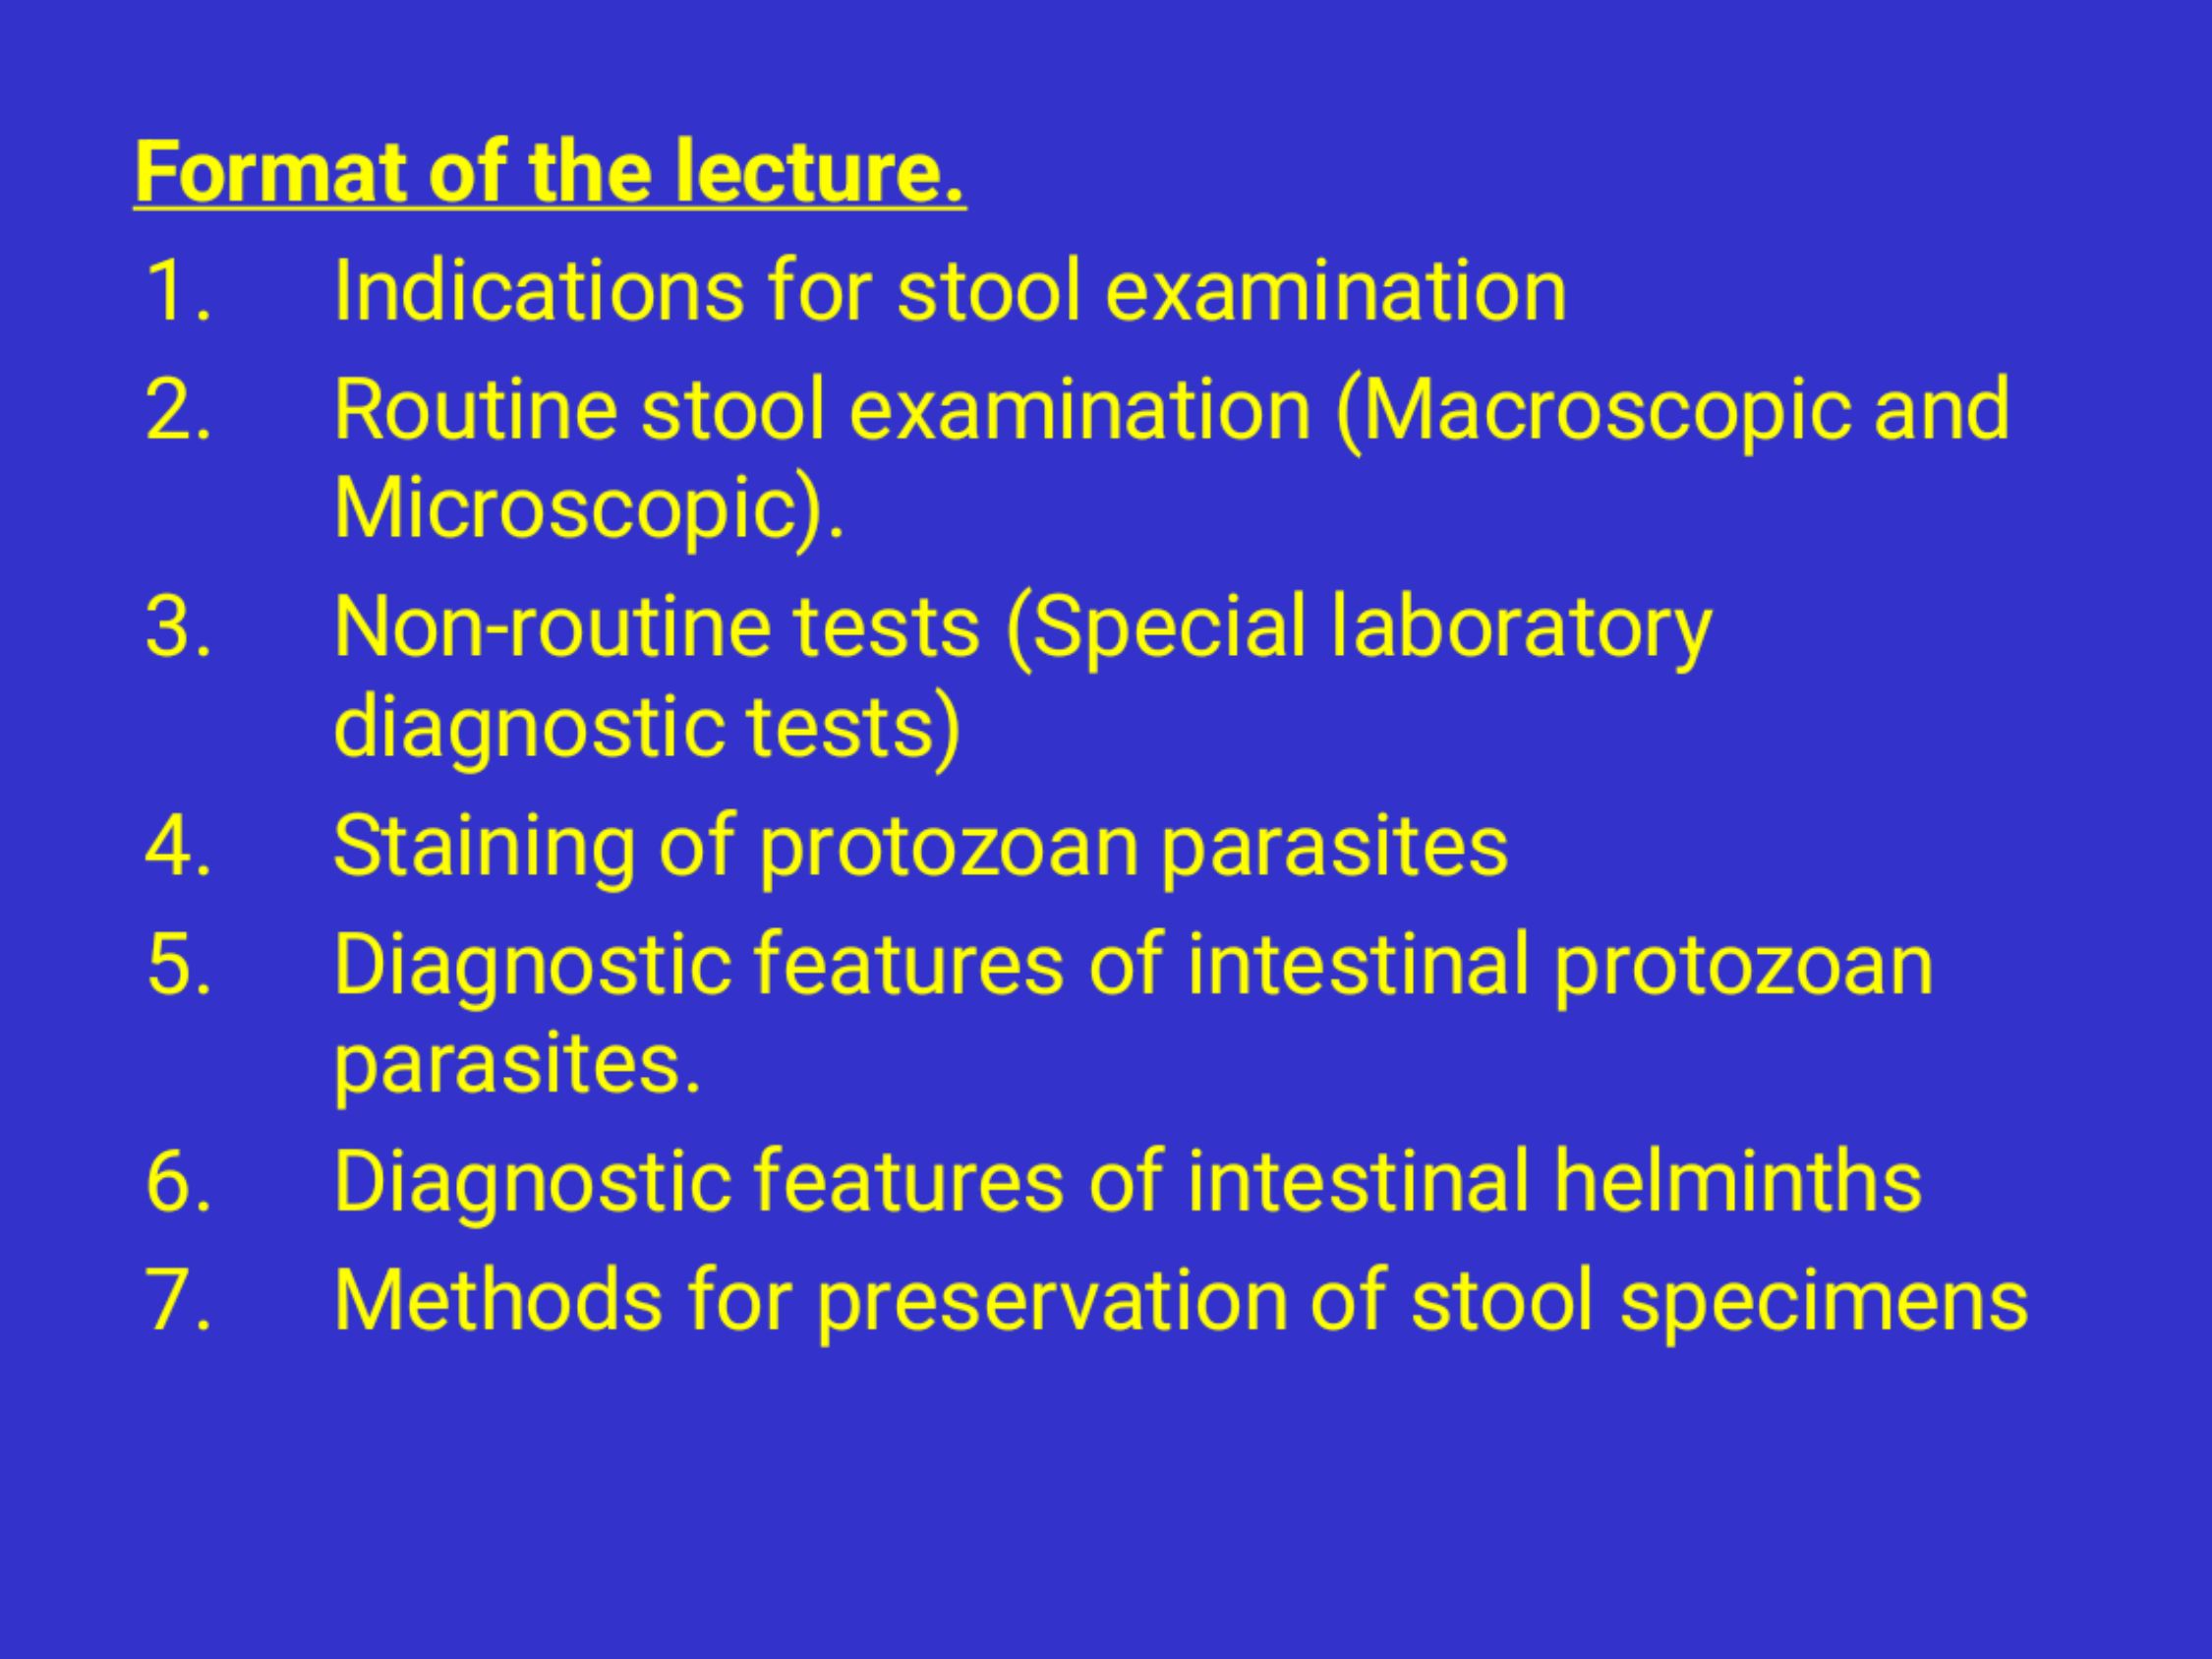 Format of the lecture.
1. Indications for stool examination
2. Routine stool examination (Macroscopic and
Microscopic).
3. Non-routine tests (Special laboratory
diagnostic tests)
4. Staining of protozoan parasites
5. Diagnostic features of intestinal protozoan
parasites.
6. Diagnostic features of intestinal helminths
7. Methods for preservation of stool specimens